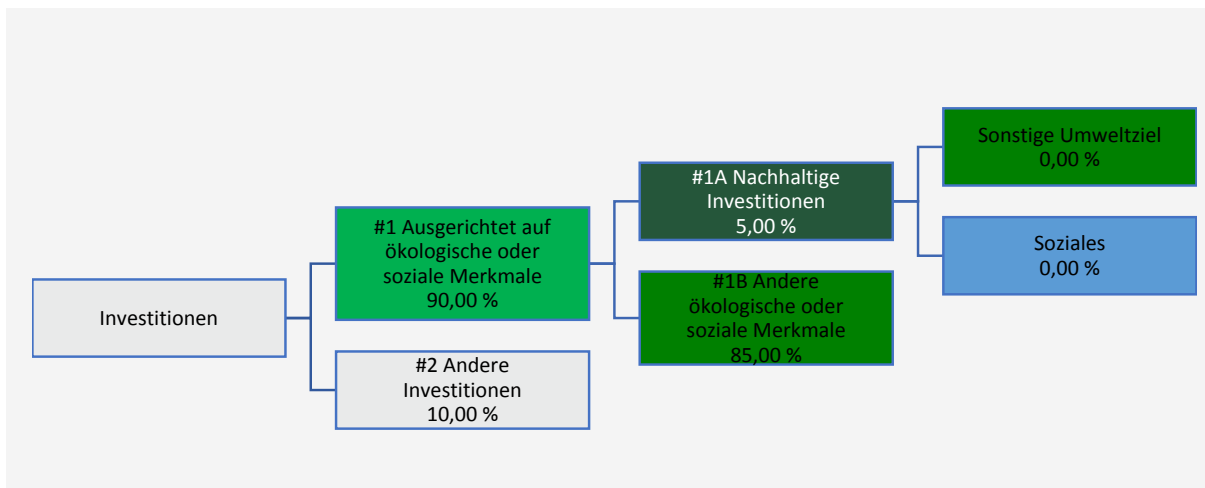 Investitionen
#1 Ausgerichtet auf
ökologische oder
soziale Merkmale
90,00 %
#2 Andere
Investitionen
10,00 %
#1A Nachhaltige
Investitionen
5,00 %
#1B Andere
ökologische oder
soziale Merkmale
85,00 %
Sonstige Umweltziel
0,00 %
Soziales
0,00 %